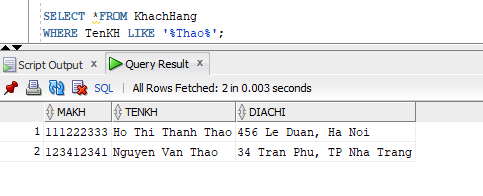 SELECT *FROM KhachHang
WHERE TenKH LIKE '%Thao%';
Script Output x Query Result x
SQL | All Rows Fetched: 2 in 0.003 seconds
MAKH TENKH DIACHI
1 111222333 Ho Thi Thanh Thao 456 Le Duan, Ha Noi
2 123412341 Nguyen Van Thao 34 Tran Phu, TP Nha Trang